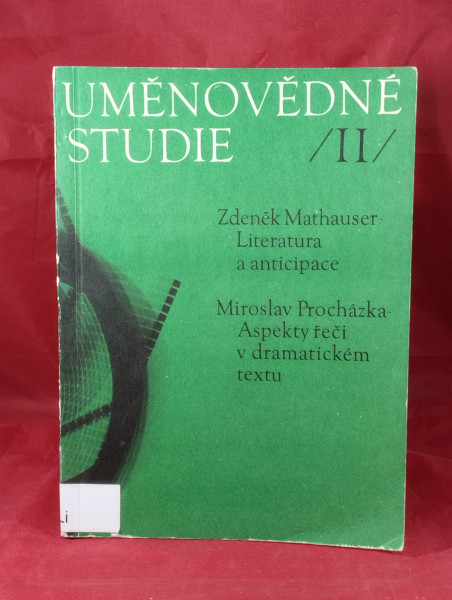 UMĚNOVĚDNÉ
STUDIE /II/
Zdeněk Mathauser-
Literatura
a anticipace
Miroslav Procházka-
Aspekty řeči
v dramatickém
textu